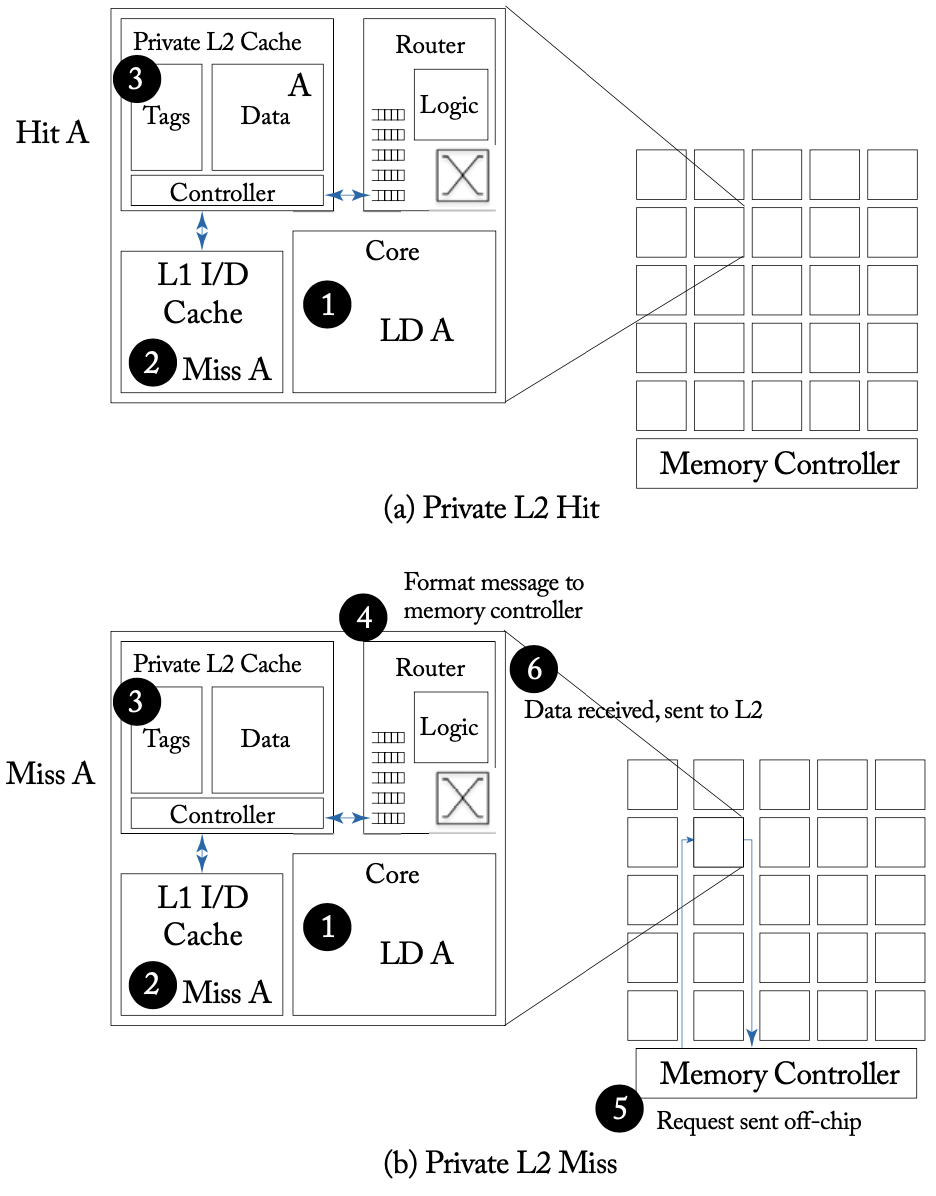 Private L2 Cache
Router
3
A
Logic
Tags
Data
Hit A
Controller
Core
L1 I/D
Cache
1
LD A
2
Miss A
Memory Controller
(a) Private L2 Hit
Format message to
memory controller
4
Private L2 Cache
Router
6
3
Data received, sent to L2
Logic
Tags
Data
Miss A
Controller
Core
L1 I/D
Cache
1
LD A
2
Miss A
Memory Controller
5
Request sent off-chip
(b) Private L2 Miss